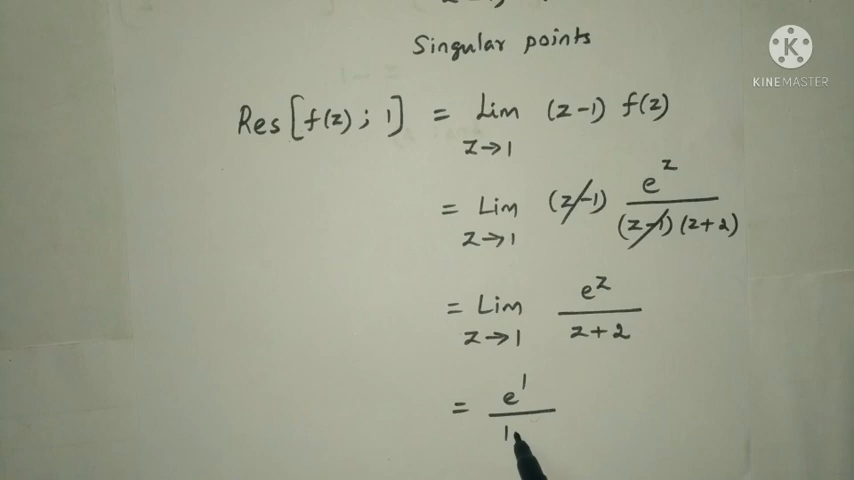 Singular points
K
KINEMASTER
Res[f(z) ; 1] = Lim z→1 (z-1) f(z)
= Lim z→1 (z-1) e^z / (z-1)(z+2)
= Lim z→1 e^z / z+2
= e^1 / 1